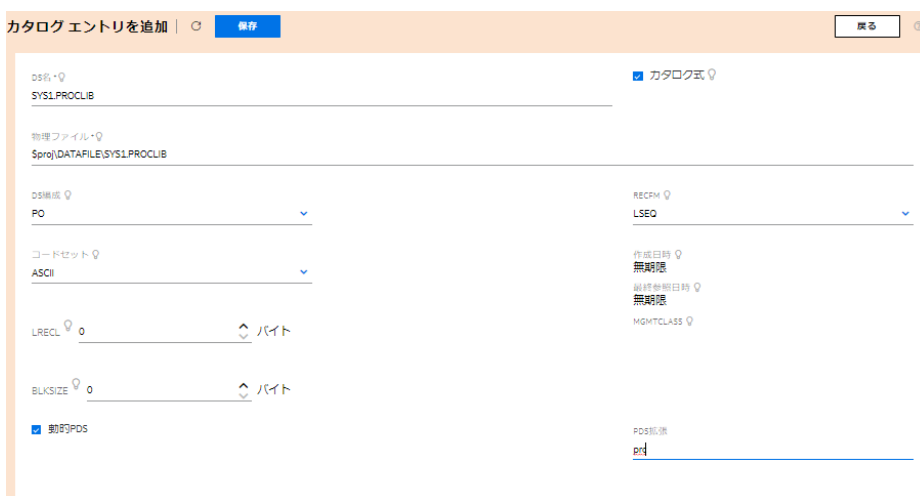 カタログ エントリを追加
保存
戻る
DS名 *
カタログ式
SYS1.PROCLIB
物理ファイル *
$proj\DATAFILE\SYS1.PROCLIB
DS構成
RECFM
PO
LSEQ
コードセット
作成日時
ASCII
無期限
最終参照日時
無期限
LRECL 0 バイト
MGMTCLASS
BLKSIZE 0 バイト
動的PDS
PDS拡張
prc